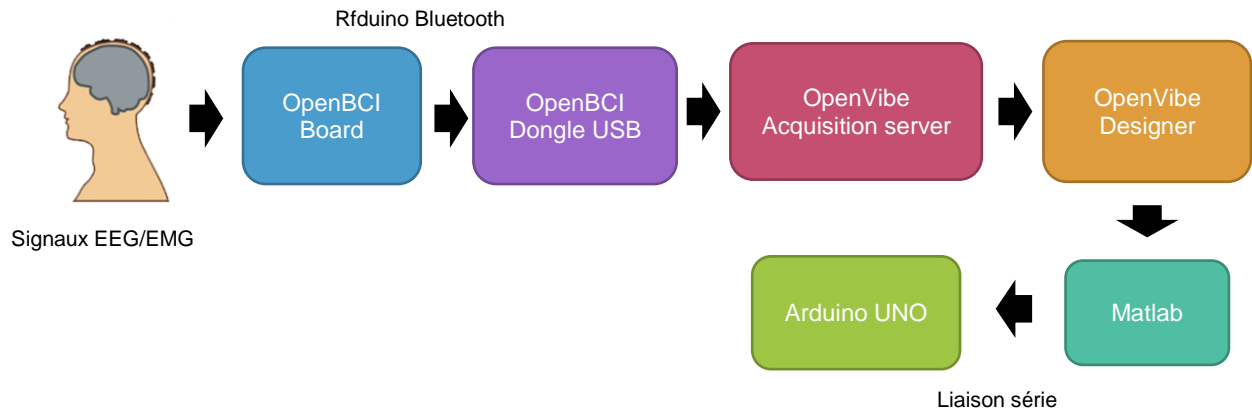 Rfduino Bluetooth
OpenBCI
Board
OpenBCI
Dongle USB
OpenVibe
Acquisition server
OpenVibe
Designer
Signaux EEG/EMG
Arduino UNO
Matlab
Liaison série